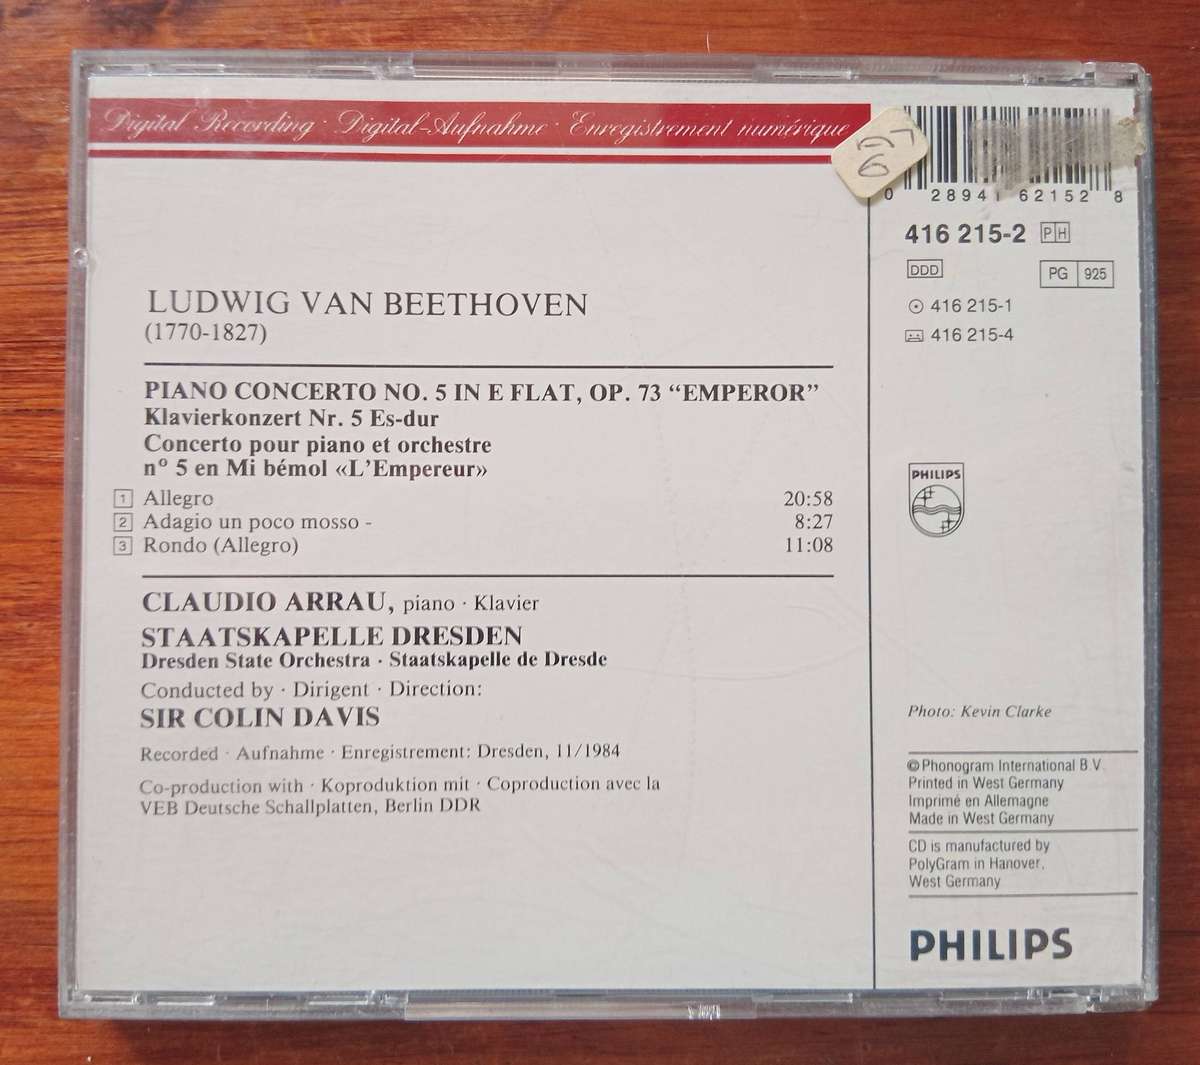 Digital Recording · Digital-Aufnahme · Enregistrement numérique
LUDWIG VAN BEETHOVEN
(1770-1827)
PIANO CONCERTO NO. 5 IN E FLAT, OP. 73 “EMPEROR”
Klavierkonzert Nr. 5 Es-dur
Concerto pour piano et orchestre
nº 5 en Mi bémol «L’Empereur»
1 Allegro 20:58
2 Adagio un poco mosso - 8:27
3 Rondo (Allegro) 11:08
CLAUDIO ARRAU, piano · Klavier
STAATSKAPELLE DRESDEN
Dresden State Orchestra · Staatskapelle de Dresde
Conducted by · Dirigent · Direction:
SIR COLIN DAVIS
Recorded · Aufnahme · Enregistrement: Dresden, 11/1984
Co-production with · Koproduktion mit · Coproduction avec la
VEB Deutsche Schallplatten, Berlin DDR
0 28941 62152 8
416 215-2 PH
DDD PG 925
416 215-1
416 215-4
PHILIPS
Photo: Kevin Clarke
© Phonogram International B.V.
Printed in West Germany
Imprimé en Allemagne
Made in West Germany
CD is manufactured by
PolyGram in Hanover,
West Germany
PHILIPS